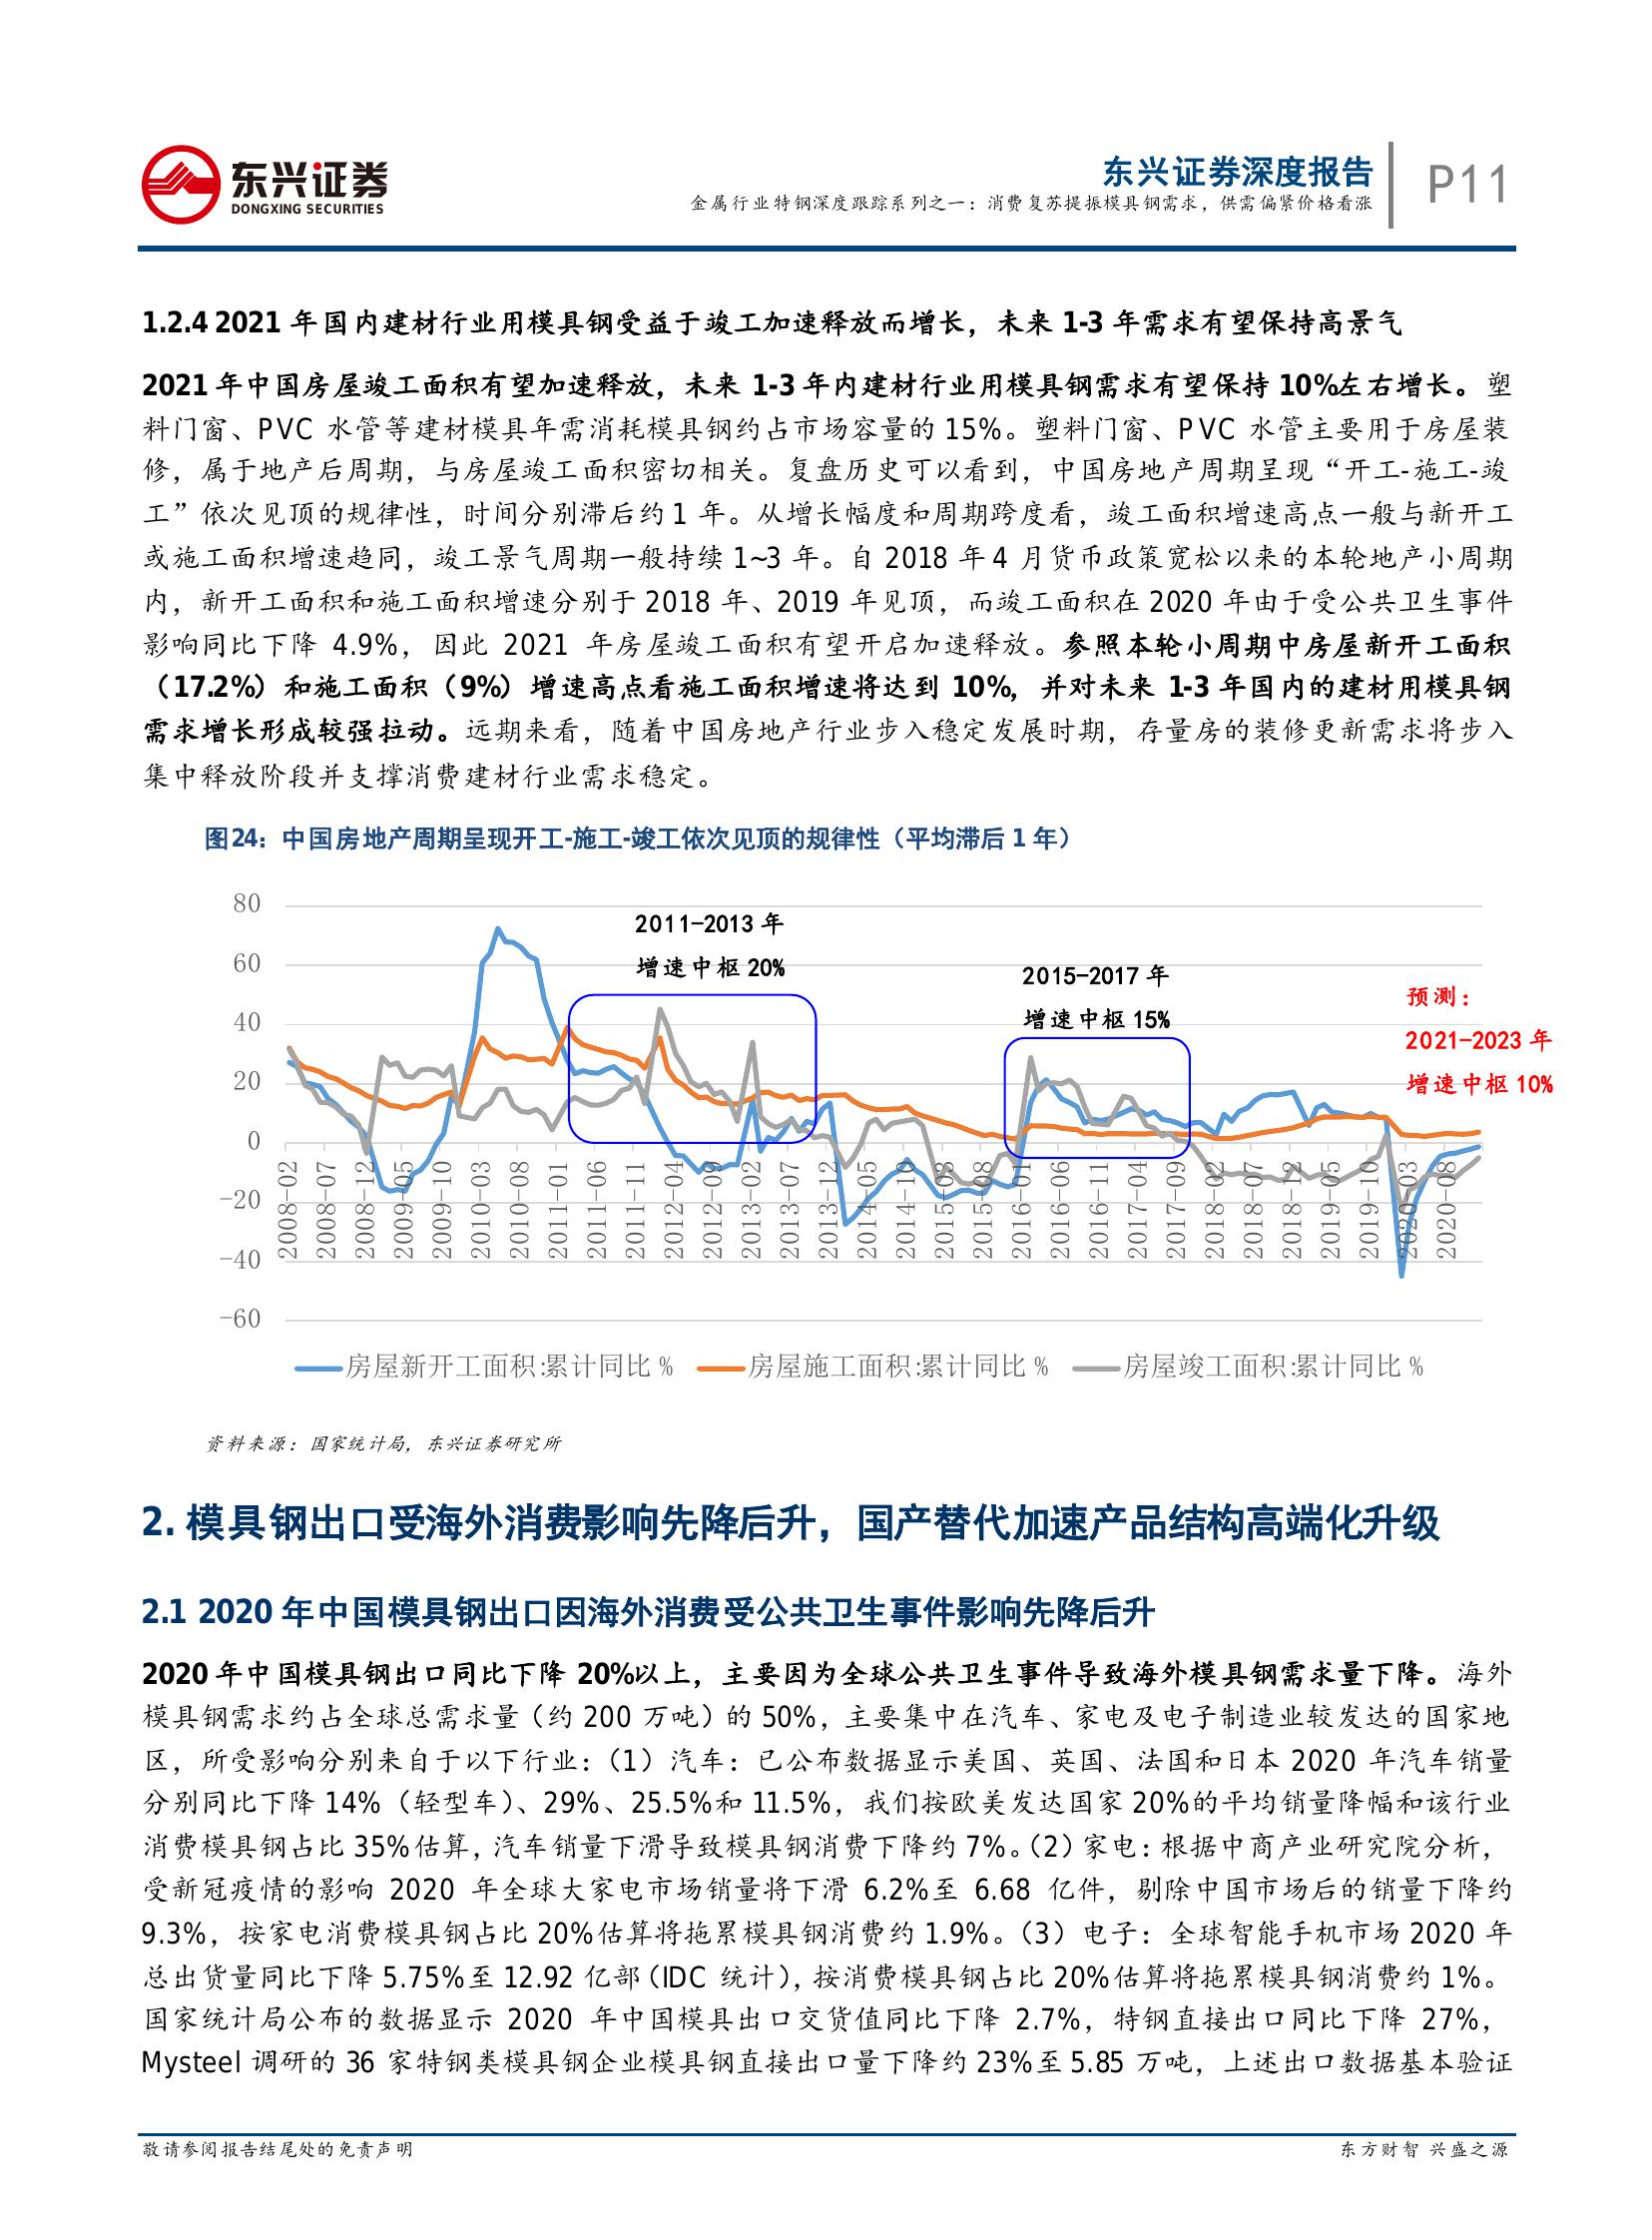 东兴证券
DONGXING SECURITIES
东兴证券深度报告
金属行业特钢深度跟踪系列之一：消费复苏提振模具钢需求，供需偏紧价格看涨
P11
1.2.4 2021 年国内建材行业用模具钢受益于竣工加速释放而增长，未来 1-3 年需求有望保持高景气
2021 年中国房屋竣工面积有望加速释放，未来 1-3 年内建材行业用模具钢需求有望保持 10%左右增长。塑
料门窗、PVC 水管等建材模具年需消耗模具钢约占市场容量的 15%。塑料门窗、PVC 水管主要用于房屋装
修，属于地产后周期，与房屋竣工面积密切相关。复盘历史可以看到，中国房地产周期呈现“开工-施工-竣
工”依次见顶的规律性，时间分别滞后约 1 年。从增长幅度和周期跨度看，竣工面积增速高点一般与新开工
或施工面积增速趋同，竣工景气周期一般持续 1~3 年。自 2018 年 4 月货币政策宽松以来的本轮地产小周期
内，新开工面积和施工面积增速分别于 2018 年、2019 年见顶，而竣工面积在 2020 年由于受公共卫生事件
影响同比下降 4.9%，因此 2021 年房屋竣工面积有望开启加速释放。参照本轮小周期中房屋新开工面积
（17.2%）和施工面积（9%）增速高点看施工面积增速将达到 10%，并对未来 1-3 年国内的建材用模具钢
需求增长形成较强拉动。远期来看，随着中国房地产行业步入稳定发展时期，存量房的装修更新需求将步入
集中释放阶段并支撑消费建材行业需求稳定。
图24：中国房地产周期呈现开工-施工-竣工依次见顶的规律性（平均滞后 1 年）
80
60
40
20
0
-20
-40
-60
2011-2013 年
增速中枢 20%
2015-2017 年
增速中枢 15%
预测：
2021-2023 年
增速中枢 10%
2008-02
2008-07
2008-12
2009-05
2009-10
2010-03
2010-08
2011-01
2011-06
2011-11
2012-04
2012-09
2013-02
2013-07
2013-12
2014-05
2014-10
2015-03
2015-08
2016-01
2016-06
2016-11
2017-04
2017-09
2018-02
2018-07
2018-12
2019-05
2019-10
2020-03
2020-08
房屋新开工面积:累计同比 %
房屋施工面积:累计同比 %
房屋竣工面积:累计同比 %
资料来源：国家统计局，东兴证券研究所
2. 模具钢出口受海外消费影响先降后升，国产替代加速产品结构高端化升级
2.1 2020 年中国模具钢出口因海外消费受公共卫生事件影响先降后升
2020 年中国模具钢出口同比下降 20%以上，主要因为全球公共卫生事件导致海外模具钢需求量下降。海外
模具钢需求约占全球总需求量（约 200 万吨）的 50%，主要集中在汽车、家电及电子制造业较发达的国家地
区，所受影响分别来自于以下行业：（1）汽车：已公布数据显示美国、英国、法国和日本 2020 年汽车销量
分别同比下降 14%（轻型车）、29%、25.5%和 11.5%，我们按欧美发达国家 20%的平均销量降幅和该行业
消费模具钢占比 35%估算，汽车销量下滑导致模具钢消费下降约 7%。（2）家电：根据中商产业研究院分析，
受新冠疫情的影响 2020 年全球大家电市场销量将下滑 6.2%至 6.68 亿件，剔除中国市场后的销量下降约
9.3%，按家电消费模具钢占比 20%估算将拖累模具钢消费约 1.9%。（3）电子：全球智能手机市场 2020 年
总出货量同比下降 5.75%至 12.92 亿部（IDC 统计），按消费模具钢占比 20%估算将拖累模具钢消费约 1%。
国家统计局公布的数据显示 2020 年中国模具出口交货值同比下降 2.7%，特钢直接出口同比下降 27%，
Mysteel 调研的 36 家特钢类模具钢企业模具钢直接出口量下降约 23%至 5.85 万吨，上述出口数据基本验证
敬请参阅报告结尾处的免责声明
东方财智 兴盛之源